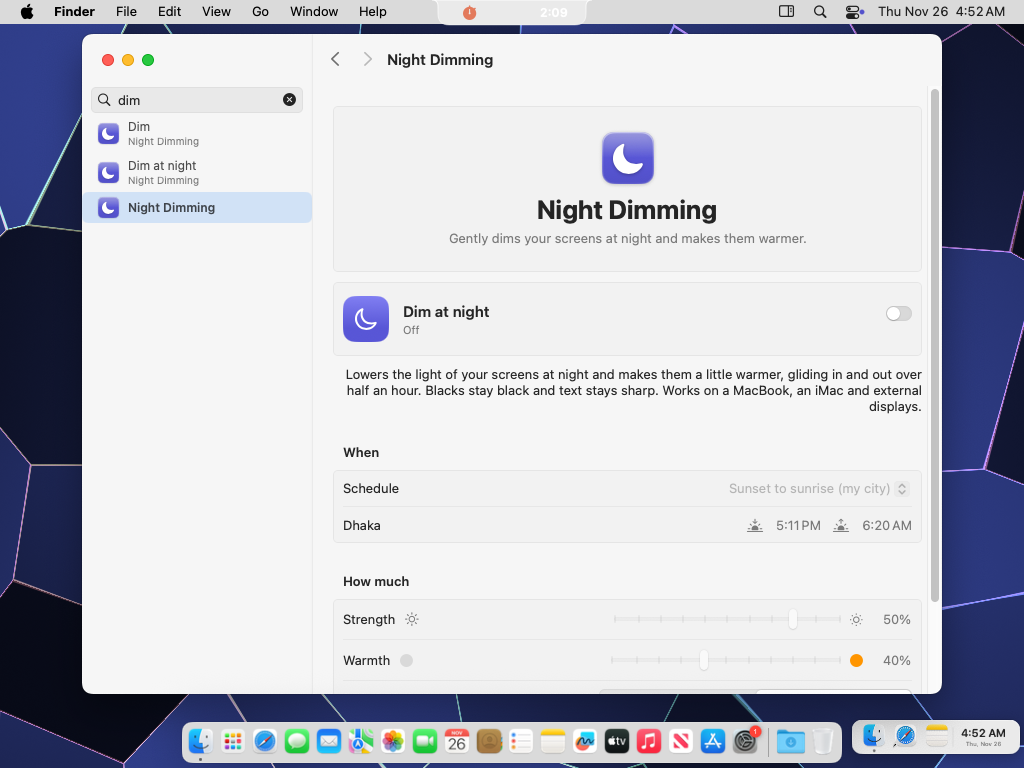 Finder File Edit View Go Window Help 2:09 Thu Nov 26 4:52 AM
Night Dimming
dim
Dim
Night Dimming
Dim at night
Night Dimming
Night Dimming
Night Dimming
Gently dims your screens at night and makes them warmer.
Dim at night
Off
Lowers the light of your screens at night and makes them a little warmer, gliding in and out over
half an hour. Blacks stay black and text stays sharp. Works on a MacBook, an iMac and external
displays.
When
Schedule Sunset to sunrise (my city)
Dhaka 5:11 PM 6:20 AM
How much
Strength 50%
Warmth 40%
NOV
26
tv
1
4:52 AM
Thu, Nov 26